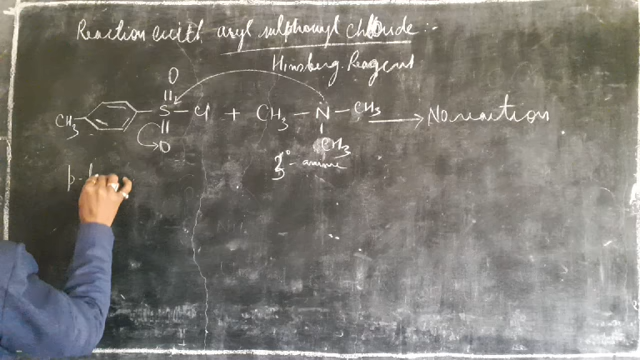 Reaction with aryl sulphonyl chloride :-
Hinsberg Reagent
O
CH3 S Cl + CH3 — N — CH3 → No reaction
O CH3
3° - amine
p-